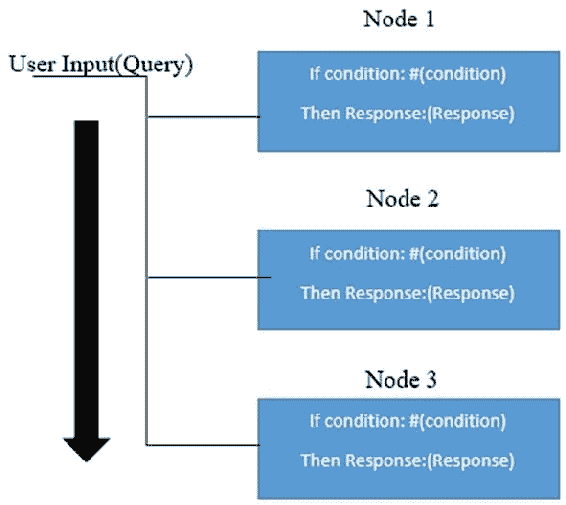 Node 1
User Input(Query)
If condition: #(condition)
Then Response:(Response)
Node 2
If condition: #(condition)
Then Response:(Response)
Node 3
If condition: #(condition)
Then Response:(Response)